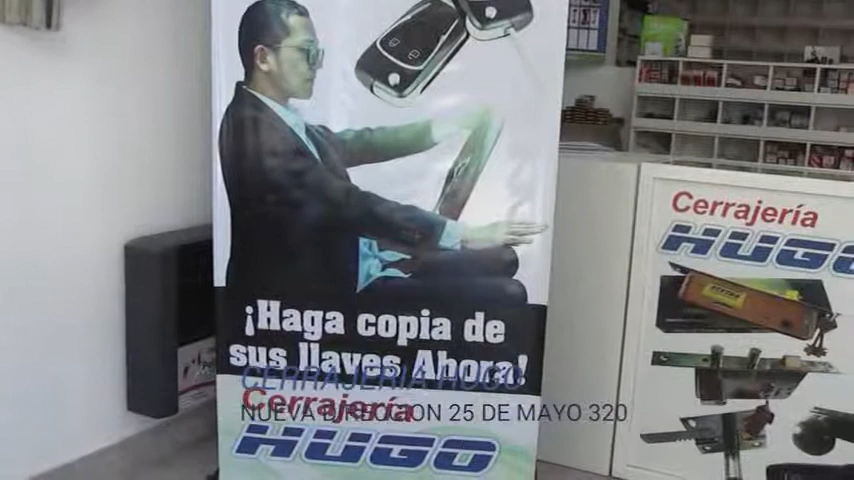 ¡Haga copia de
sus llaves Ahora!
CERRAJERIA HUGO
Cerrajería
NUEVA DIRECCION 25 DE MAYO 320
HUGO
Cerrajería
HUGO